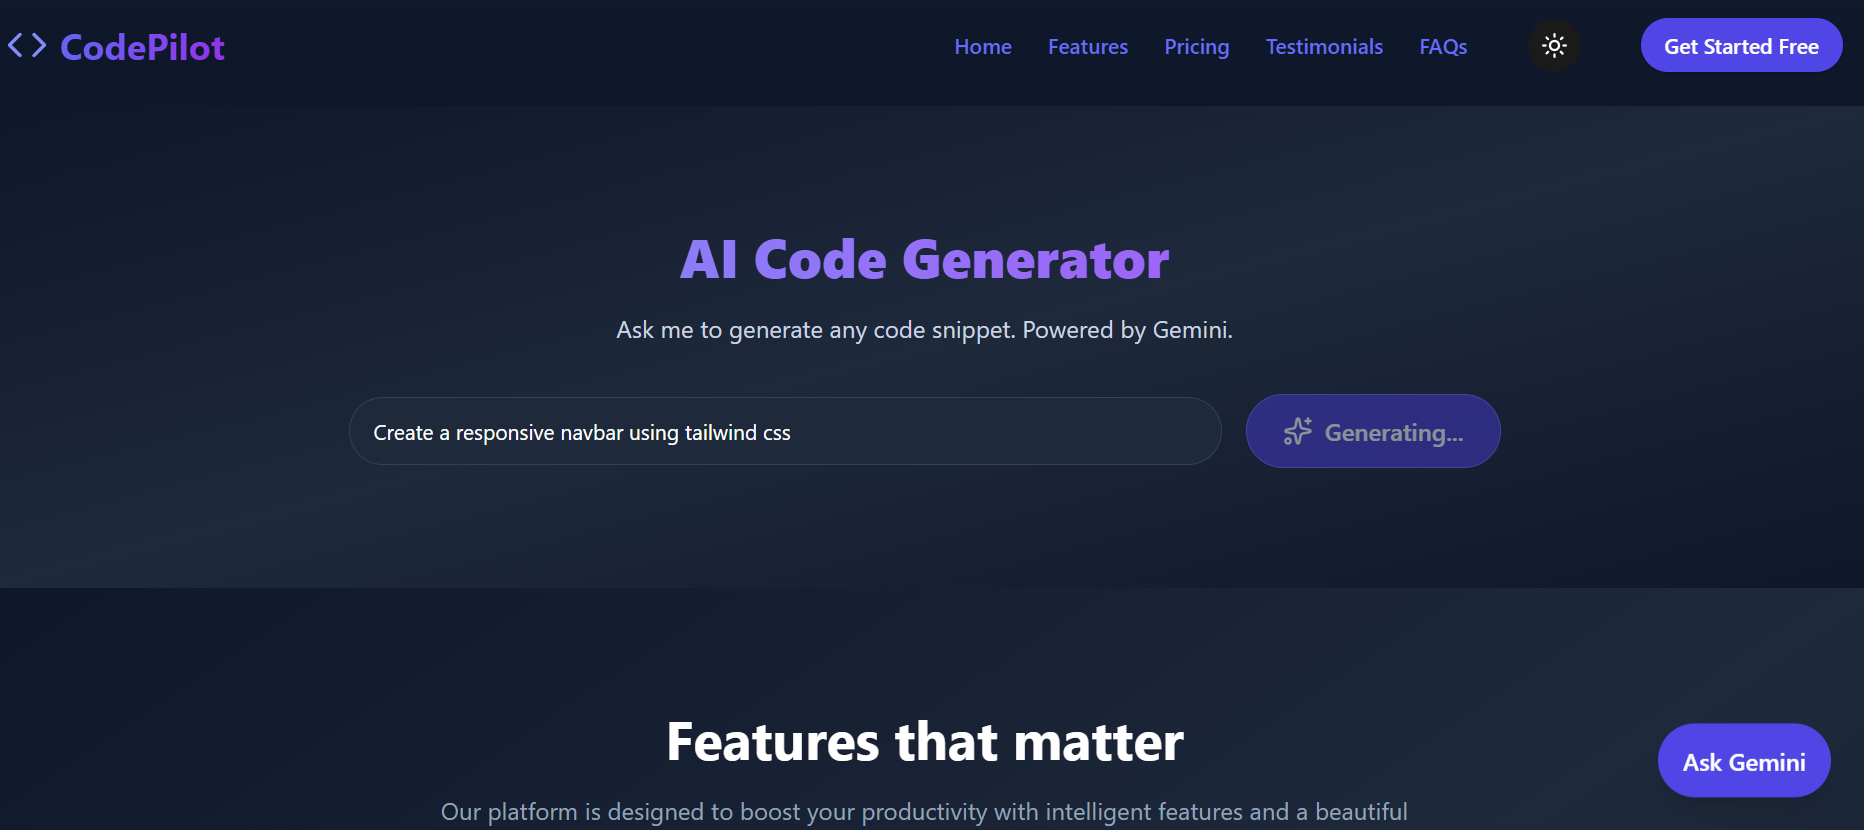 CodePilot
Home Features Pricing Testimonials FAQs Get Started Free
AI Code Generator
Ask me to generate any code snippet. Powered by Gemini.
Create a responsive navbar using tailwind css
Generating...
Features that matter
Ask Gemini
Our platform is designed to boost your productivity with intelligent features and a beautiful